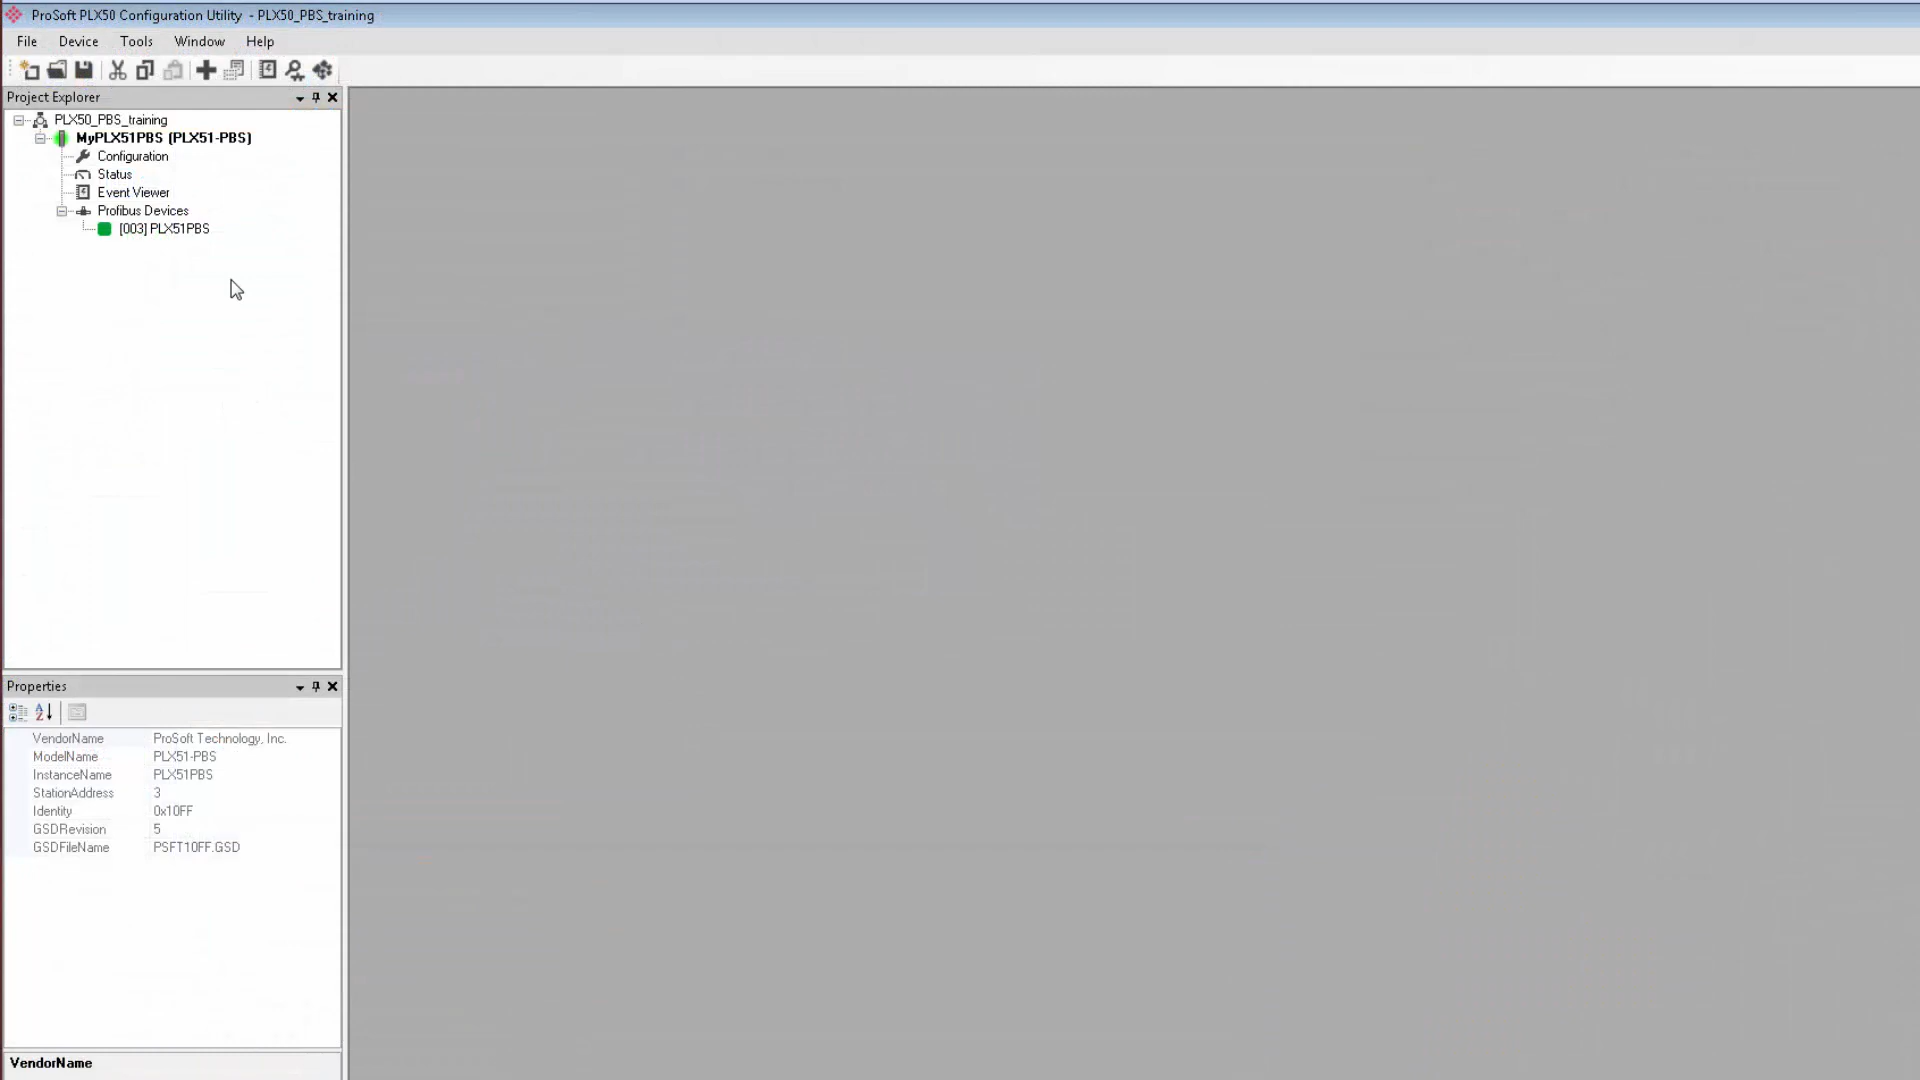 ProSoft PLX50 Configuration Utility - PLX50_PBS_training
File Device Tools Window Help
Project Explorer
PLX50_PBS_training
MyPLX51PBS (PLX51-PBS)
Configuration
Status
Event Viewer
Profibus Devices
[003] PLX51PBS
Properties
VendorName ProSoft Technology, Inc.
ModelName PLX51-PBS
InstanceName PLX51PBS
StationAddress 3
Identity 0x10FF
GSDRevision 5
GSDFileName PSFT10FF.GSD
VendorName